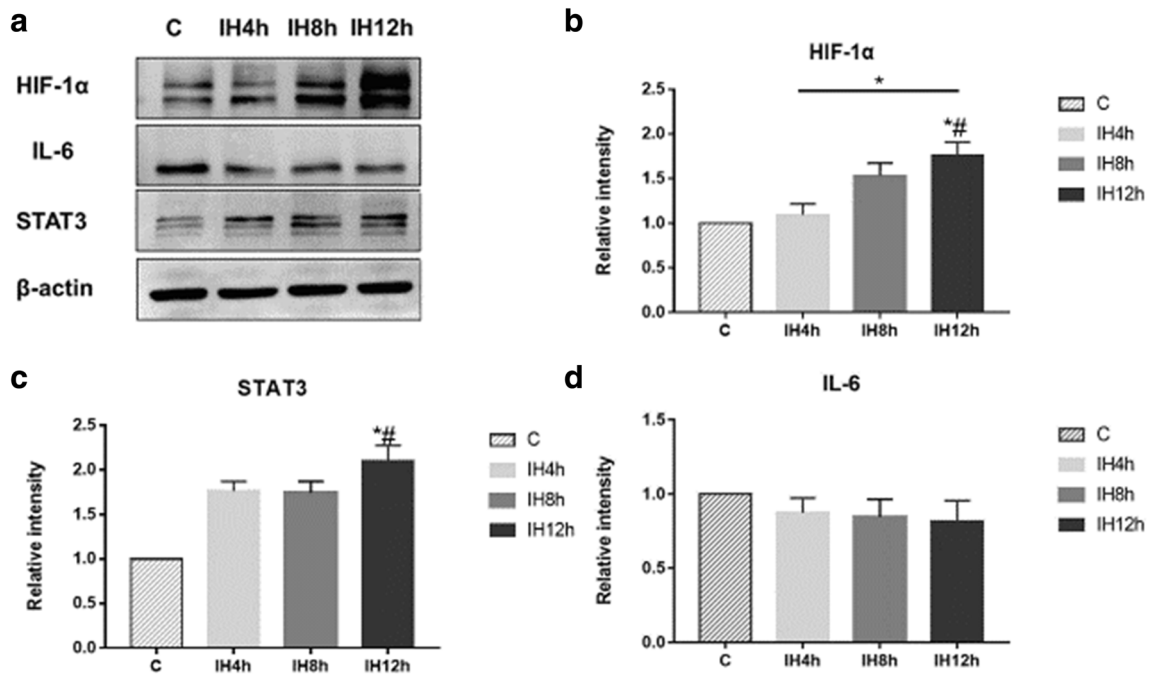 a
C IH4h IH8h IH12h
HIF-1α
IL-6
STAT3
β-actin
b
HIF-1α
Relative intensity
2.5
2.0
1.5
1.0
0.5
0.0
*
*#
C IH4h IH8h IH12h
C
IH4h
IH8h
IH12h
c
STAT3
Relative intensity
2.5
2.0
1.5
1.0
0.5
0.0
*#
C IH4h IH8h IH12h
C
IH4h
IH8h
IH12h
d
IL-6
Relative intensity
1.5
1.0
0.5
0.0
C IH4h IH8h IH12h
C
IH4h
IH8h
IH12h